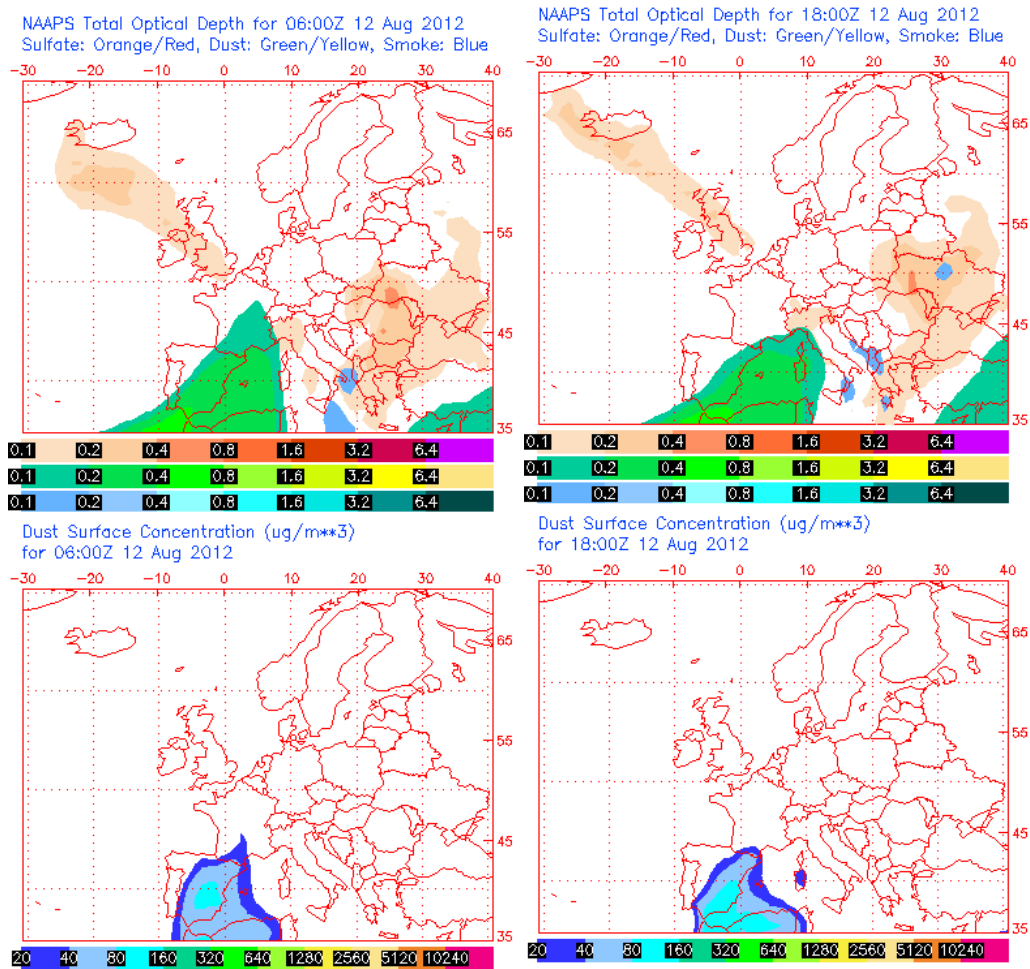 NAAPS Total Optical Depth for 06:00Z 12 Aug 2012
Sulfate: Orange/Red, Dust: Green/Yellow, Smoke: Blue
-30 -20 -10 0 10 20 30 40
65
55
45
35
0.1 0.2 0.4 0.8 1.6 3.2 6.4
0.1 0.2 0.4 0.8 1.6 3.2 6.4
0.1 0.2 0.4 0.8 1.6 3.2 6.4
NAAPS Total Optical Depth for 18:00Z 12 Aug 2012
Sulfate: Orange/Red, Dust: Green/Yellow, Smoke: Blue
-30 -20 -10 0 10 20 30 40
65
55
45
35
0.1 0.2 0.4 0.8 1.6 3.2 6.4
0.1 0.2 0.4 0.8 1.6 3.2 6.4
0.1 0.2 0.4 0.8 1.6 3.2 6.4
Dust Surface Concentration (ug/m**3)
for 06:00Z 12 Aug 2012
-30 -20 -10 0 10 20 30 40
65
55
45
35
20 40 80 160 320 640 1280 2560 5120 10240
Dust Surface Concentration (ug/m**3)
for 18:00Z 12 Aug 2012
-30 -20 -10 0 10 20 30 40
65
55
45
35
20 40 80 160 320 640 1280 2560 5120 10240